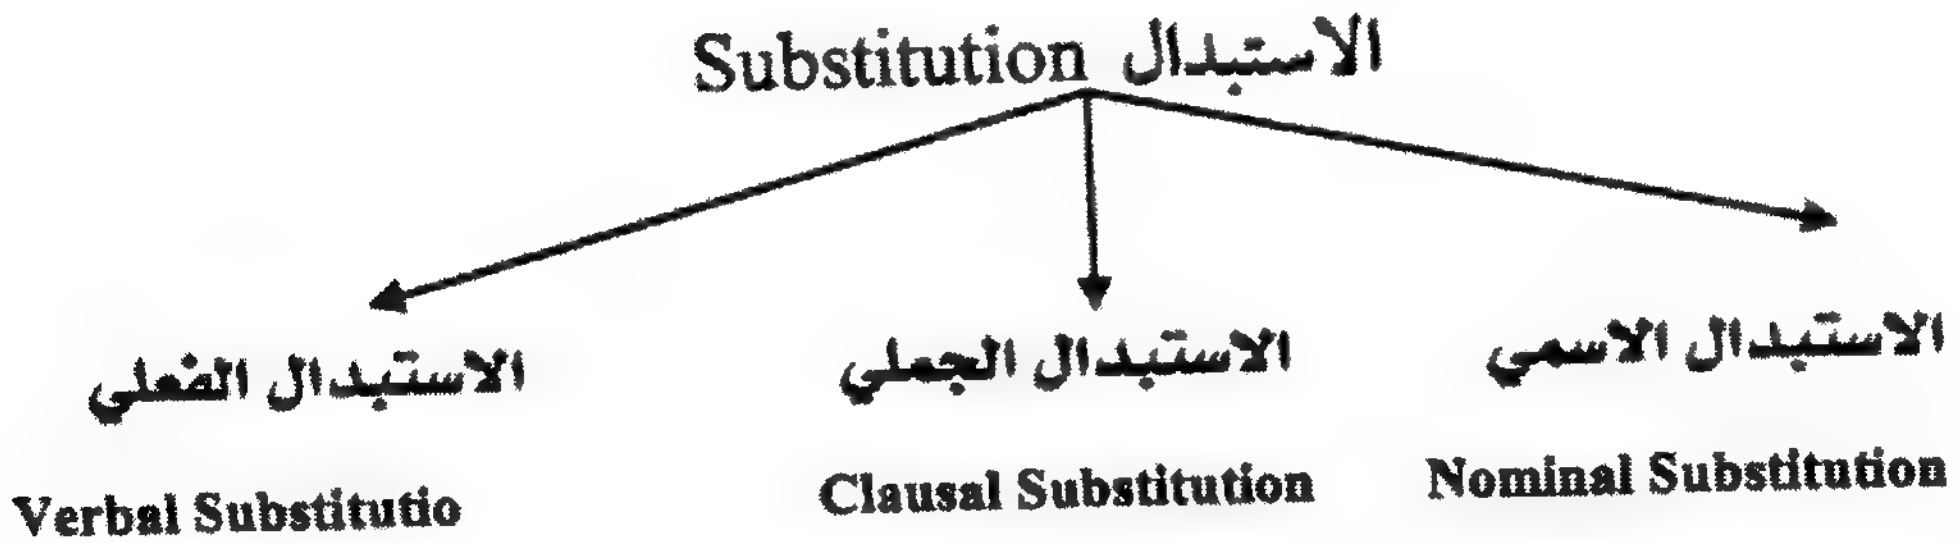 Substitution الاستبدال
الاستبدال الاسمي
الاستبدال الجملي
الاستبدال الفعلي
Nominal Substitution
Clausal Substitution
Verbal Substitutio